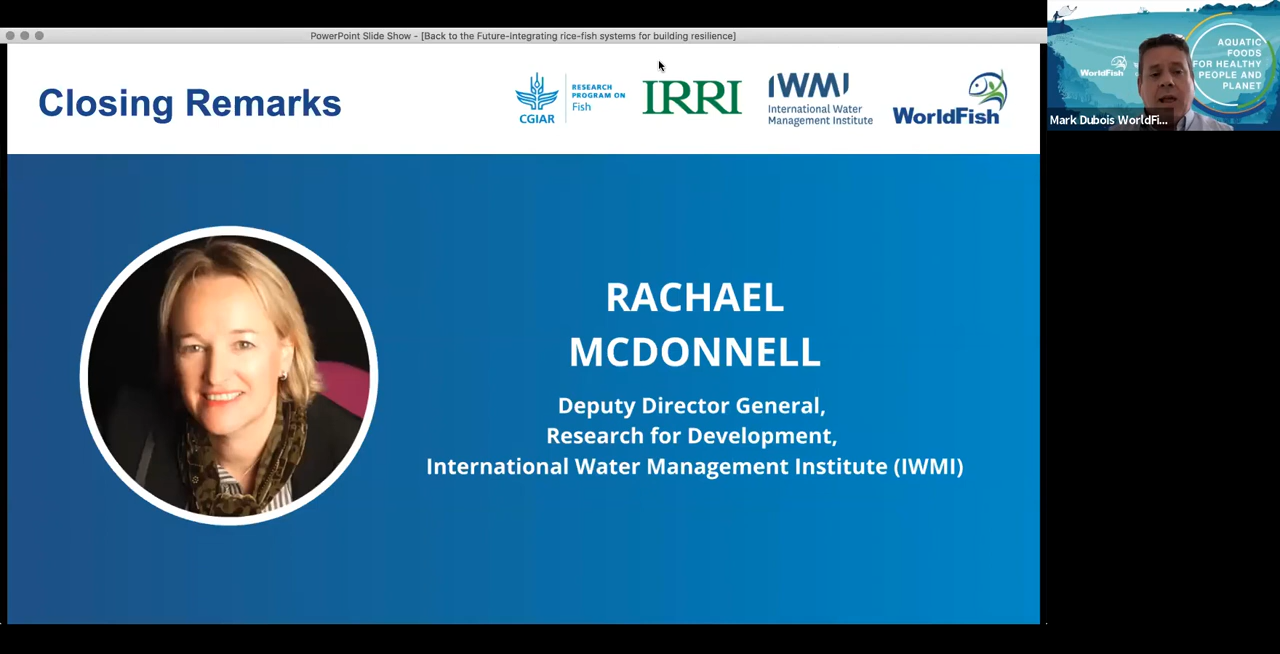 PowerPoint Slide Show - [Back to the Future-integrating rice-fish systems for building resilience]
Closing Remarks
CGIAR
RESEARCH
PROGRAM ON
Fish
IRRI
IWMI
International Water
Management Institute
WorldFish
RACHAEL
MCDONNELL
Deputy Director General,
Research for Development,
International Water Management Institute (IWMI)
WorldFish
AQUATIC
FOODS
FOR HEALTHY
PEOPLE AND
PLANET
Mark Dubois WorldFi...